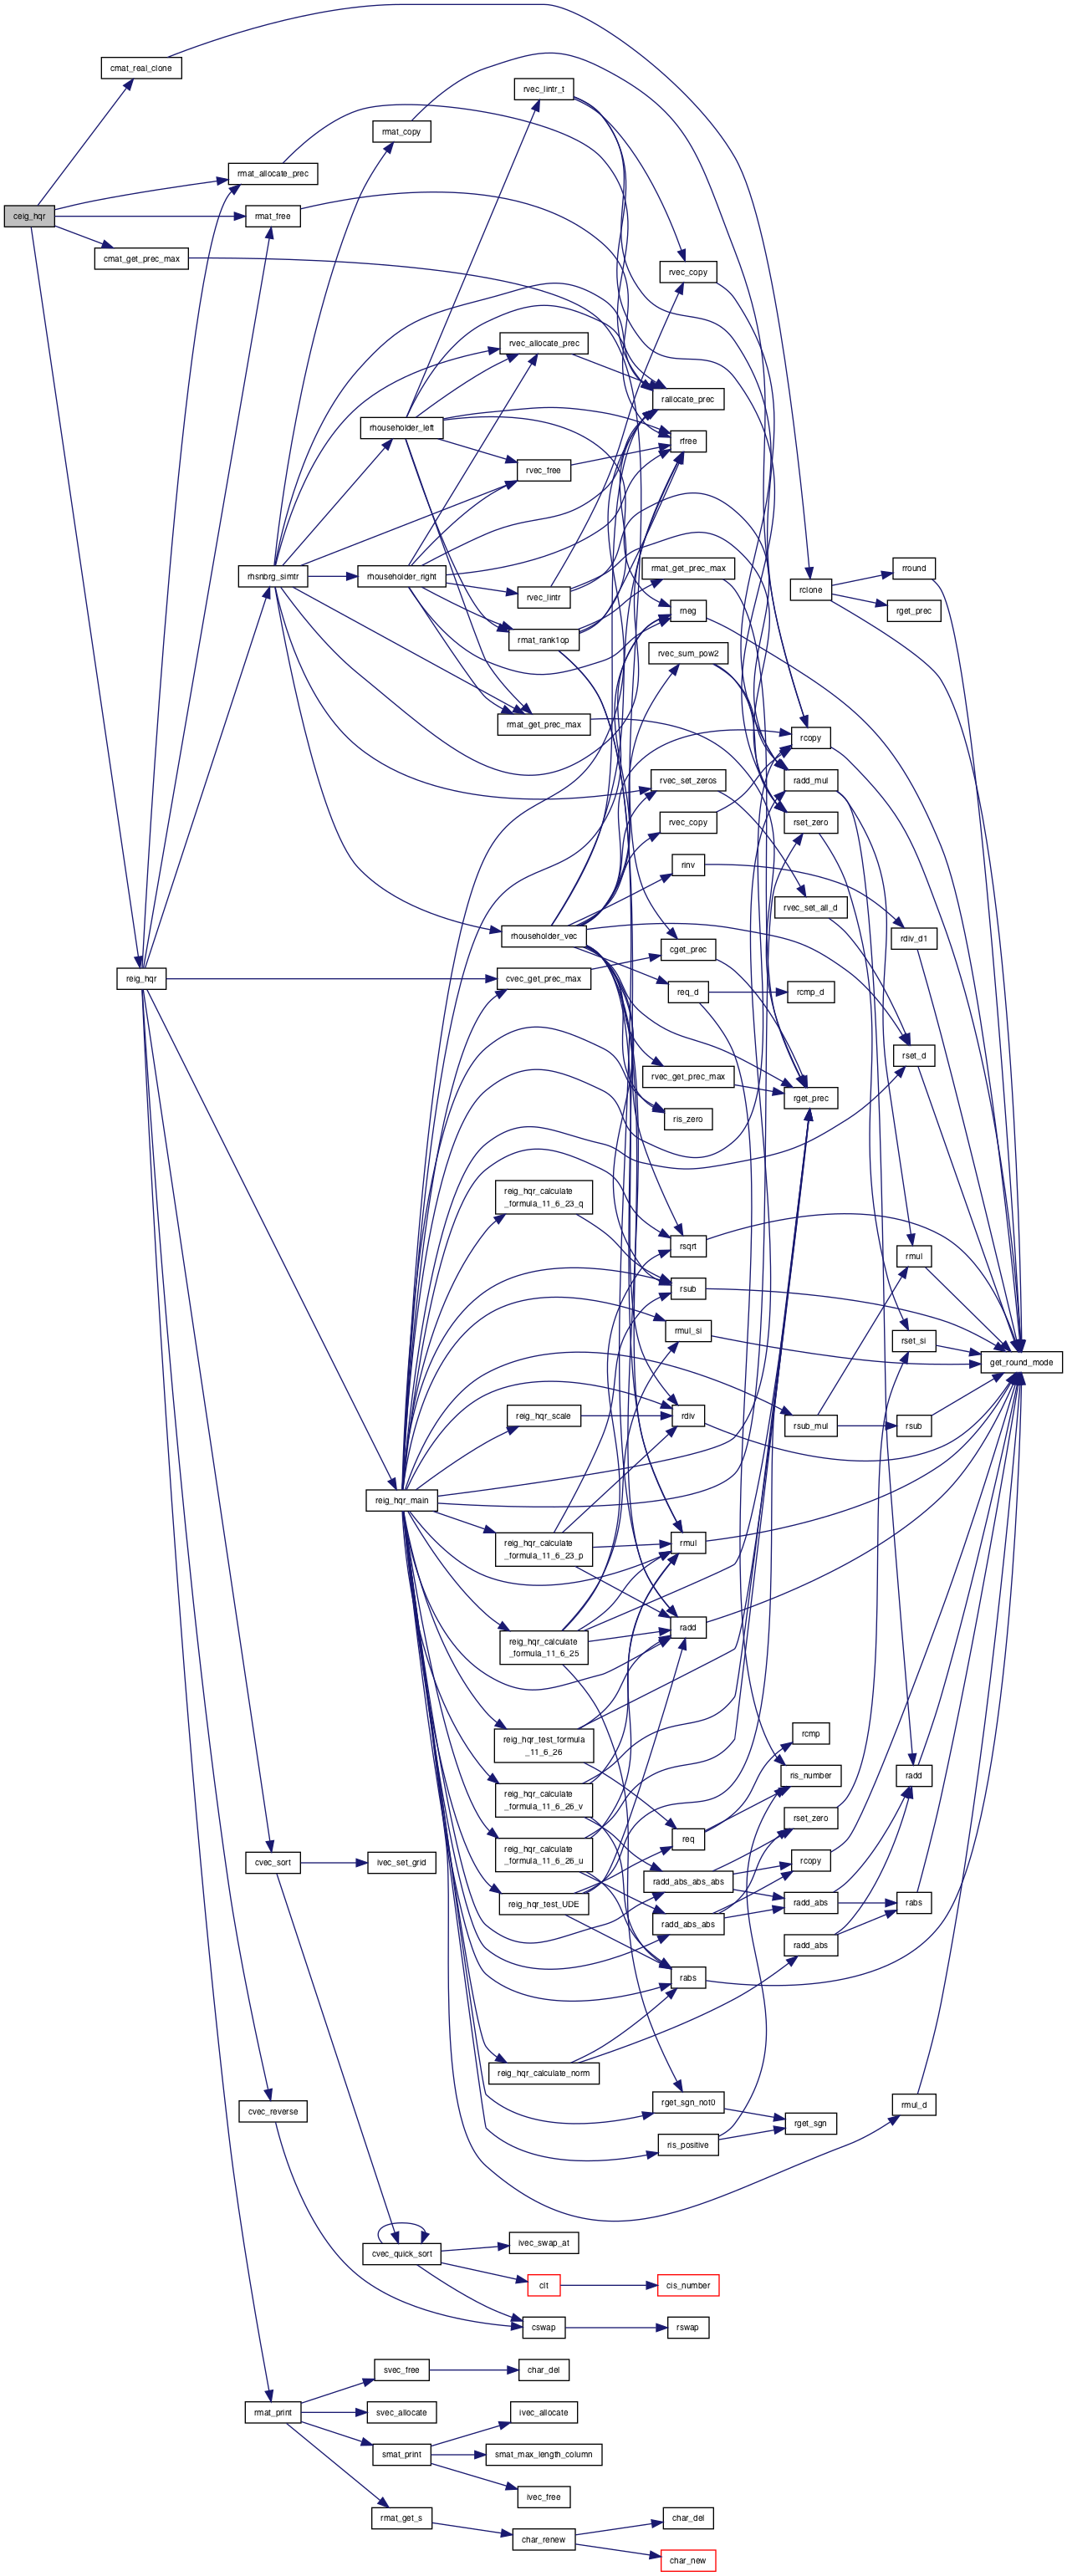 cmat_real_clone
rvec_lintr_t
rmat_copy
rmat_allocate_prec
ceig_hqr
rmat_free
cmat_get_prec_max
rvec_copy
rvec_allocate_prec
rallocate_prec
rhouseholder_left
rfree
rvec_free
rhsnbrg_simtr
rhouseholder_right
rmat_get_prec_max
rround
rclone
rvec_lintr
rneg
rget_prec
rmat_rank1op
rvec_sum_pow2
rmat_get_prec_max
rcopy
rvec_set_zeros
radd_mul
rvec_copy
rset_zero
rinv
rvec_set_all_d
rhouseholder_vec
rdiv_d1
cget_prec
reig_hqr
cvec_get_prec_max
req_d
rcmp_d
rset_d
rvec_get_prec_max
rget_prec
ris_zero
reig_hqr_calculate
_formula_11_6_23_q
rsqrt
rmul
rsub
rmul_si
rset_si
get_round_mode
reig_hqr_scale
rdiv
rsub_mul
rsub
reig_hqr_main
reig_hqr_calculate
_formula_11_6_23_p
rmul
radd
reig_hqr_calculate
_formula_11_6_25
reig_hqr_test_formula
_11_6_26
rcmp
ris_number
radd
reig_hqr_calculate
_formula_11_6_26_v
rset_zero
req
reig_hqr_calculate
_formula_11_6_26_u
cvec_sort
ivec_set_grid
rcopy
radd_abs_abs_abs
reig_hqr_test_UDE
radd_abs
rabs
radd_abs_abs
radd_abs
rabs
reig_hqr_calculate_norm
rget_sgn_not0
rmul_d
cvec_reverse
rget_sgn
ris_positive
ivec_swap_at
cvec_quick_sort
clt
cis_number
cswap
rswap
svec_free
char_del
rmat_print
svec_allocate
ivec_allocate
smat_print
smat_max_length_column
ivec_free
rmat_get_s
char_del
char_renew
char_new